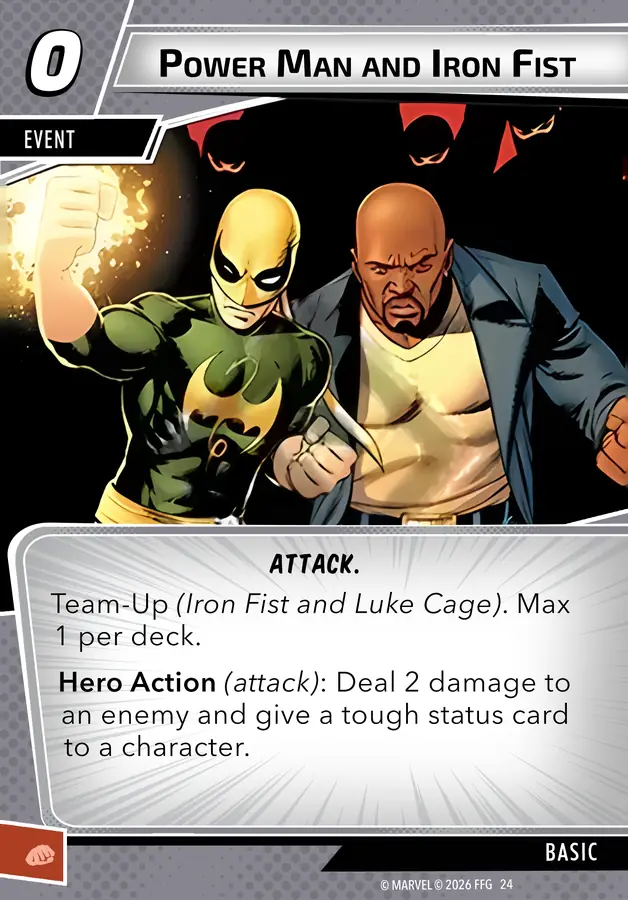 0
POWER MAN AND IRON FIST
EVENT
ATTACK.
Team-Up (Iron Fist and Luke Cage). Max
1 per deck.
Hero Action (attack): Deal 2 damage to
an enemy and give a tough status card
to a character.
BASIC
© MARVEL © 2026 FFG 24